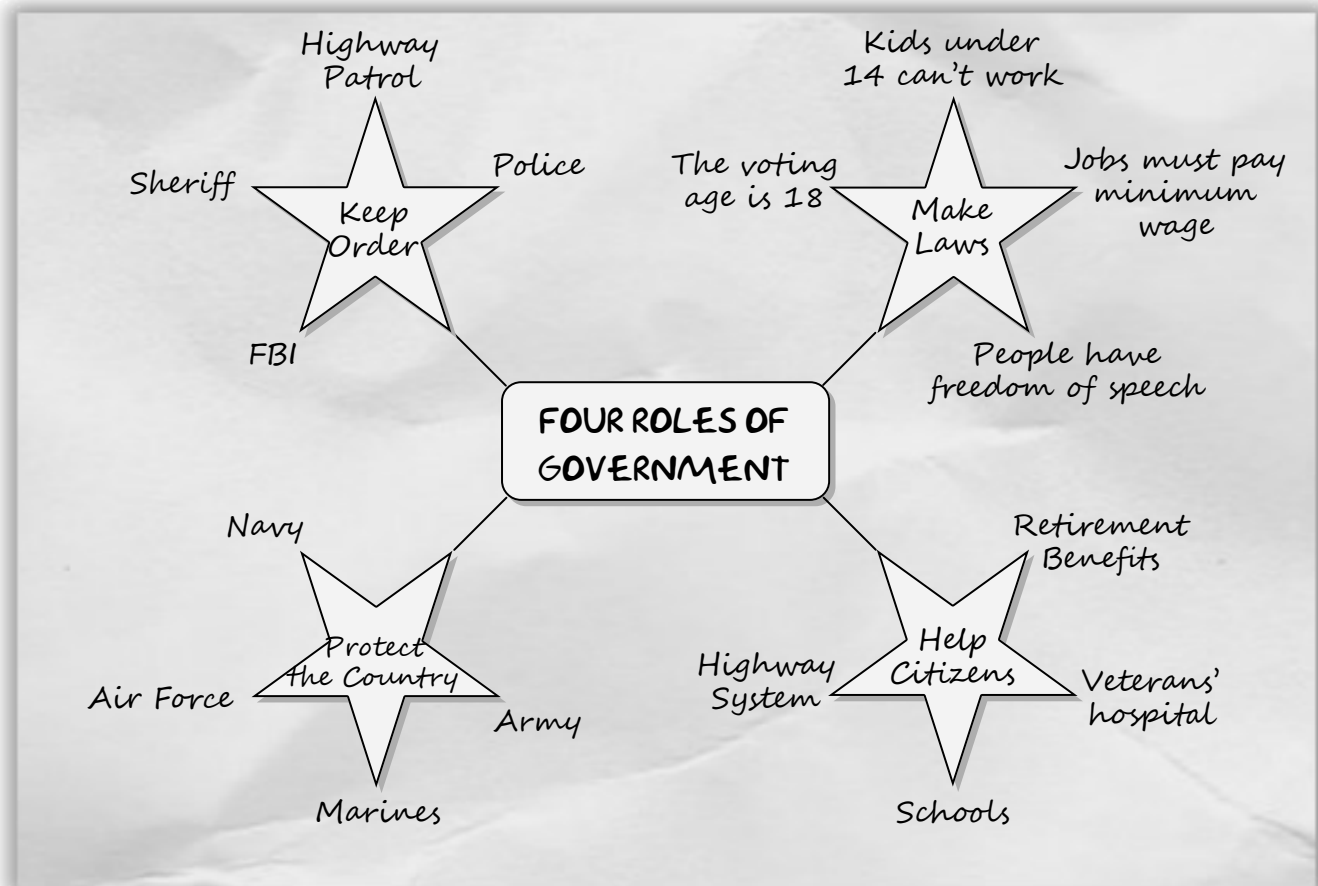 Highway
Patrol
Sheriff
Police
Keep
Order
FBI
Kids under
14 can't work
The voting
age is 18
Jobs must pay
minimum
wage
Make
Laws
People have
freedom of speech
FOUR ROLES OF
GOVERNMENT
Navy
Protect
the Country
Air Force
Army
Marines
Retirement
Benefits
Help
Citizens
Highway
System
Veterans'
hospital
Schools